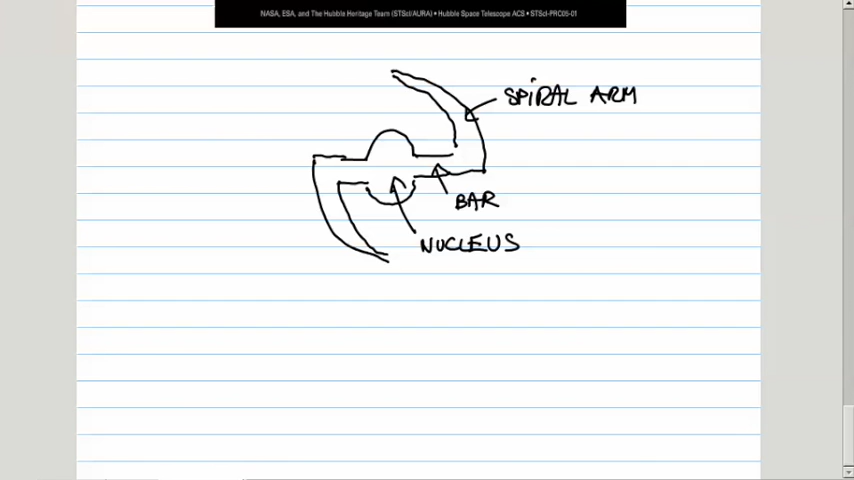 NASA, ESA, and The Hubble Heritage Team (STScI/AURA) • Hubble Space Telescope ACS • STScI-PRC05-01
SPIRAL ARM
BAR
NUCLEUS